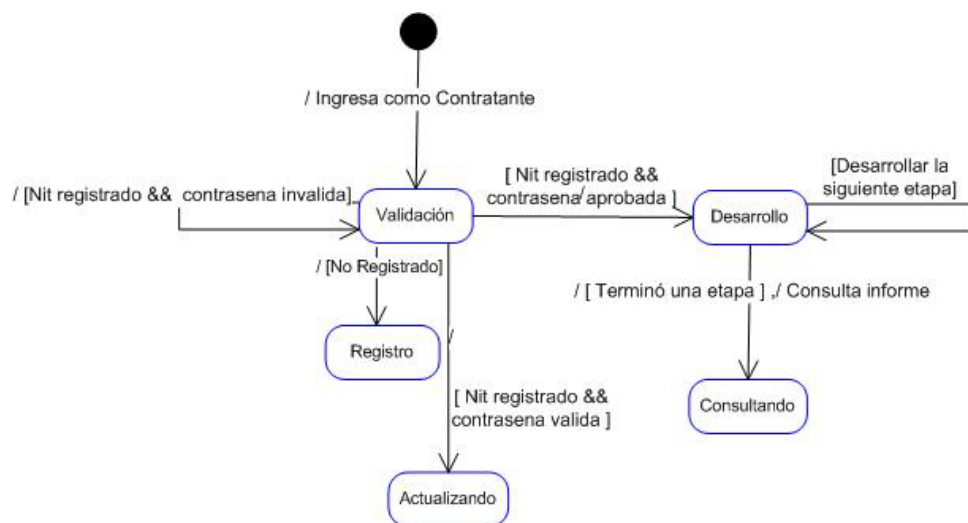 / Ingresa como Contratante
/ [Nit registrado && contrasena invalida]
[ Nit registrado &&
contrasena aprobada ]
/
[Desarrollar la
siguiente etapa]
Validación
Desarrollo
/ [No Registrado]
/ [ Terminó una etapa ] ,/ Consulta informe
/
Registro
[ Nit registrado &&
contrasena valida ]
Consultando
Actualizando